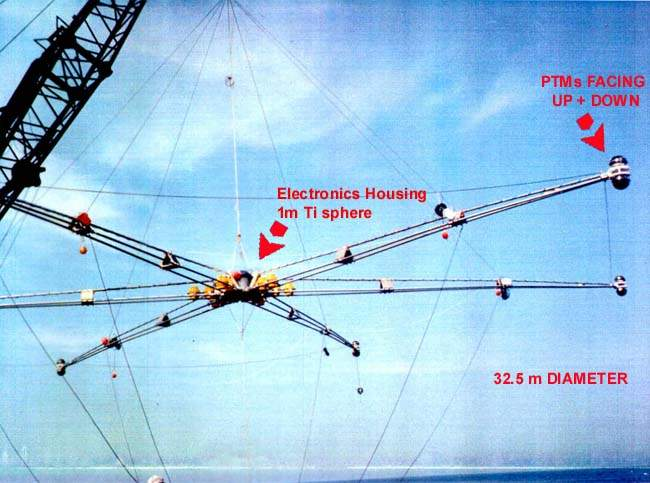 PTMs FACING
UP + DOWN
Electronics Housing
1m Ti sphere
32.5 m DIAMETER